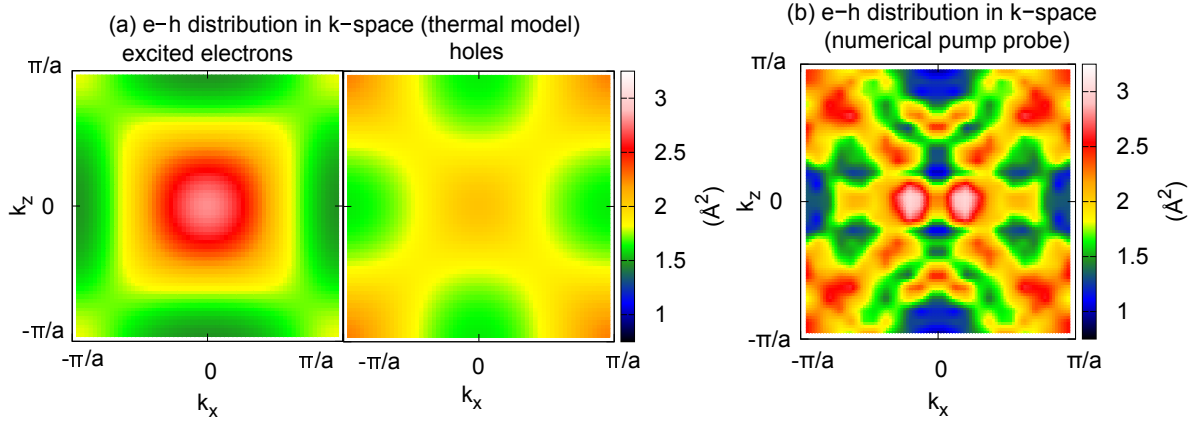 (a) e−h distribution in k−space (thermal model)
excited electrons
holes
π/a
k_z
0
-π/a
-π/a
0
π/a
k_x
-π/a
0
π/a
k_x
3
2.5
2
1.5
1
(Å²)
(b) e−h distribution in k−space
(numerical pump probe)
π/a
k_z
0
-π/a
-π/a
0
π/a
k_x
3
2.5
2
1.5
1
(Å²)